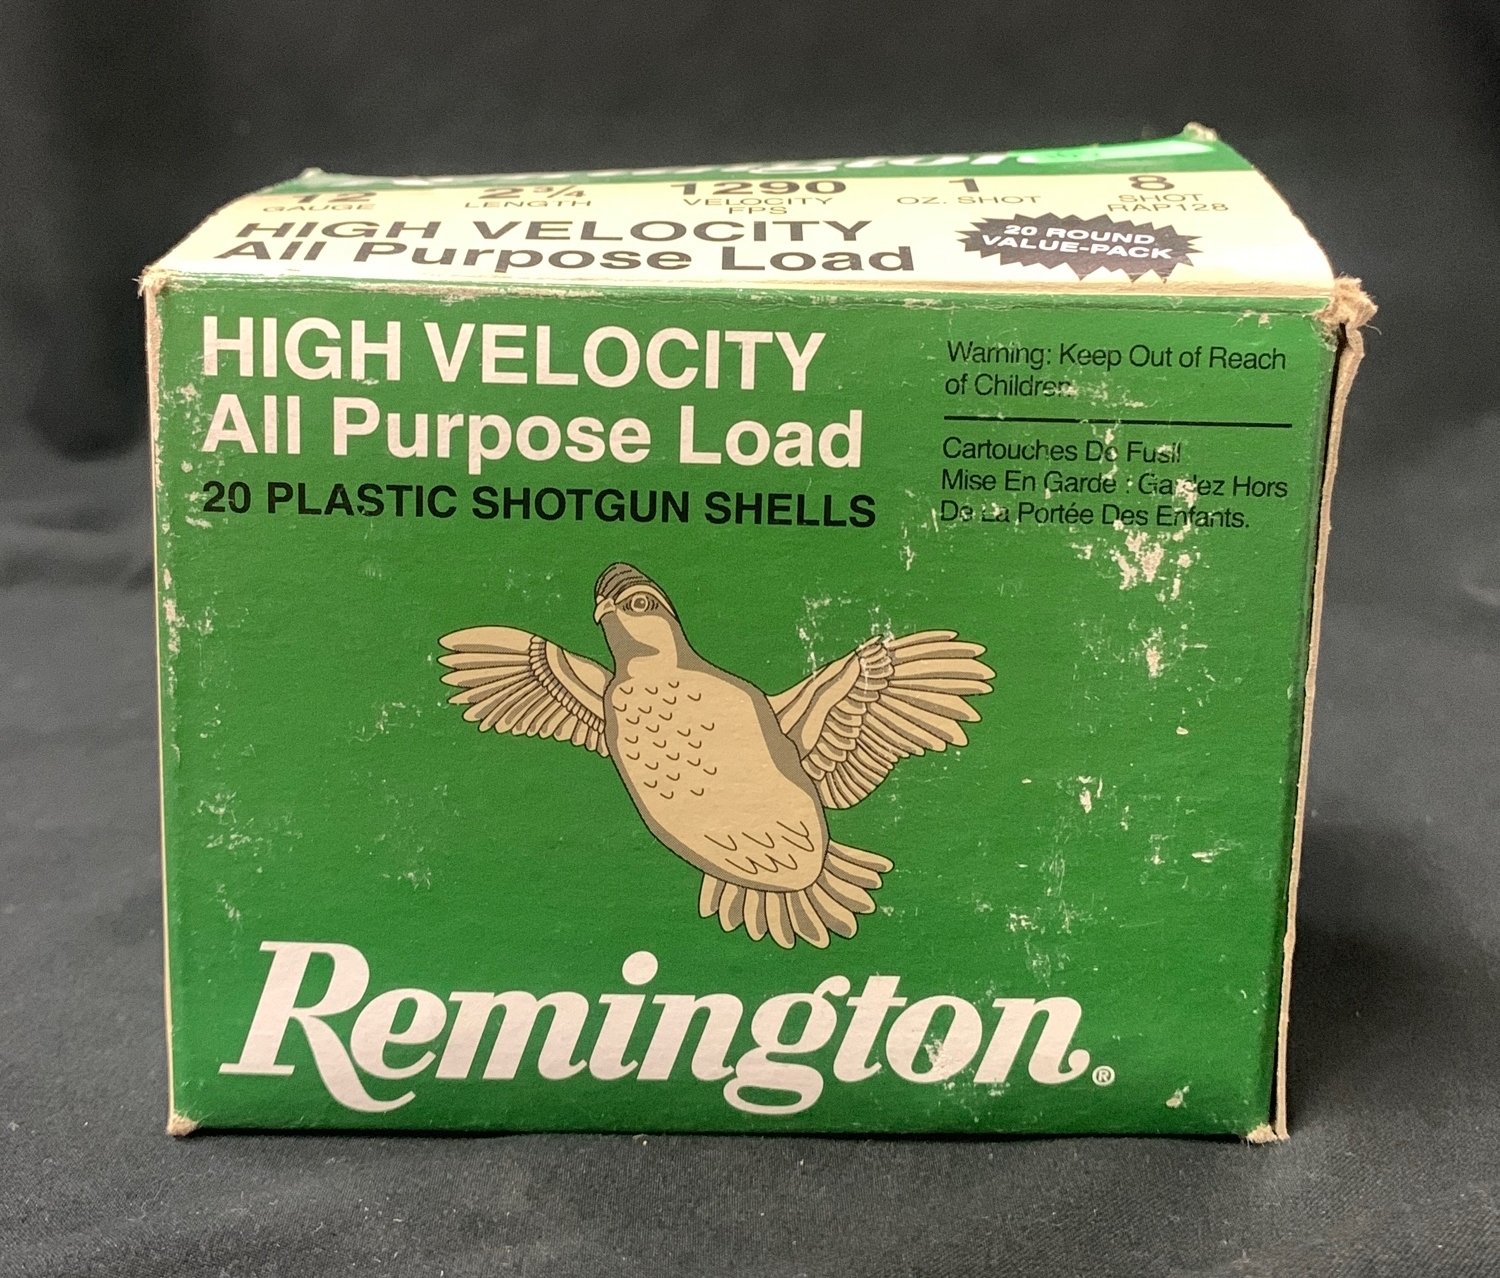 Remington
12 2¾ 1290 1 8
GAUGE LENGTH VELOCITY OZ. SHOT SHOT
FPS RAP128
HIGH VELOCITY
All Purpose Load
20 ROUND
VALUE-PACK
HIGH VELOCITY
All Purpose Load
20 PLASTIC SHOTGUN SHELLS
Warning: Keep Out of Reach
of Children.
Cartouches De Fusil
Mise En Garde : Gardez Hors
De La Portée Des Enfants.
Remington®